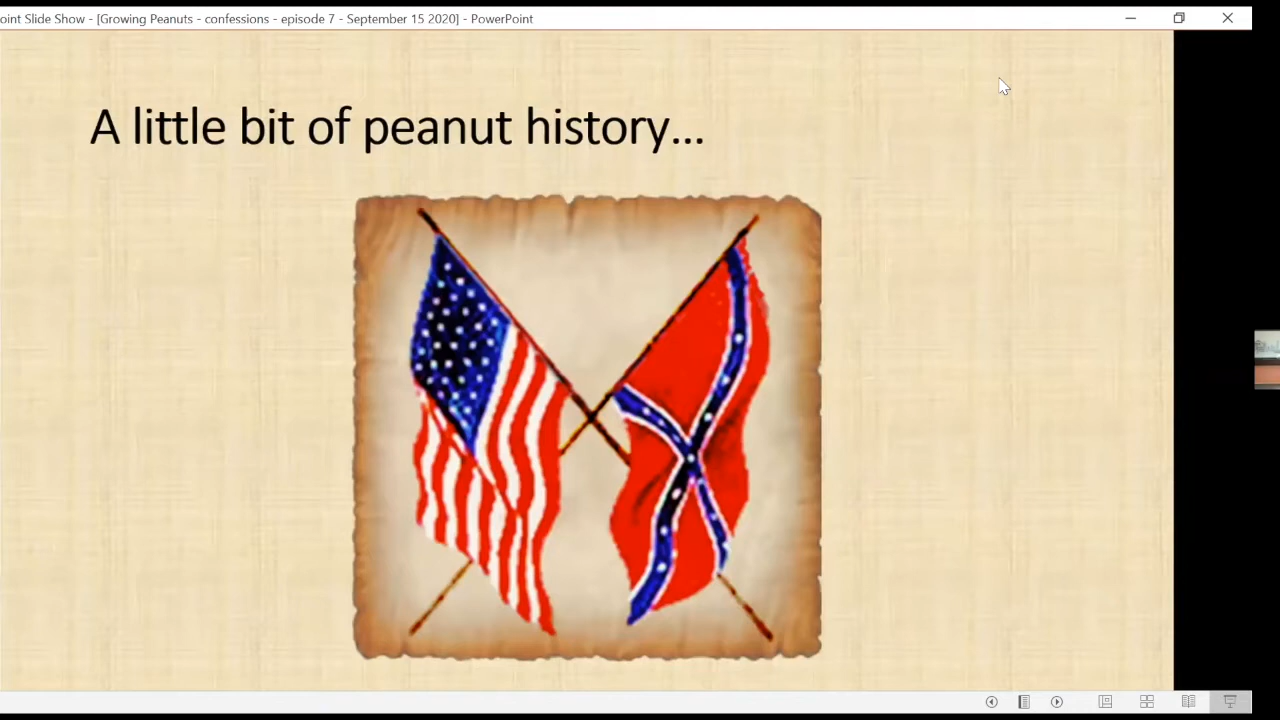 oint Slide Show - [Growing Peanuts - confessions - episode 7 - September 15 2020] - PowerPoint
A little bit of peanut history...